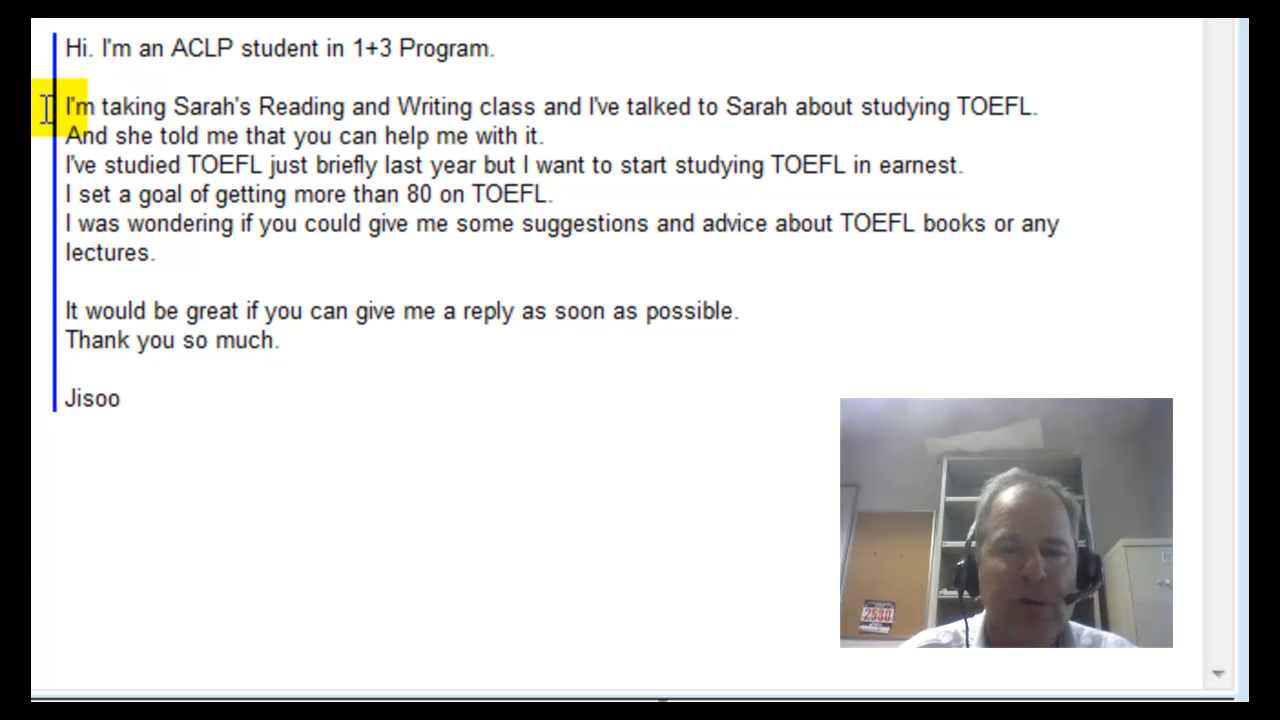 Hi. I'm an ACLP student in 1+3 Program.
I'm taking Sarah's Reading and Writing class and I've talked to Sarah about studying TOEFL.
And she told me that you can help me with it.
I've studied TOEFL just briefly last year but I want to start studying TOEFL in earnest.
I set a goal of getting more than 80 on TOEFL.
I was wondering if you could give me some suggestions and advice about TOEFL books or any
lectures.
It would be great if you can give me a reply as soon as possible.
Thank you so much.
Jisoo
2530